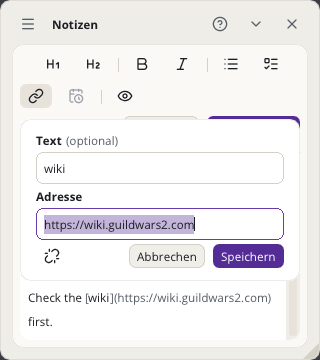 Notizen
H1 H2 B I
Text (optional)
wiki
Adresse
https://wiki.guildwars2.com
Abbrechen Speichern
Check the [wiki](https://wiki.guildwars2.com)
first.